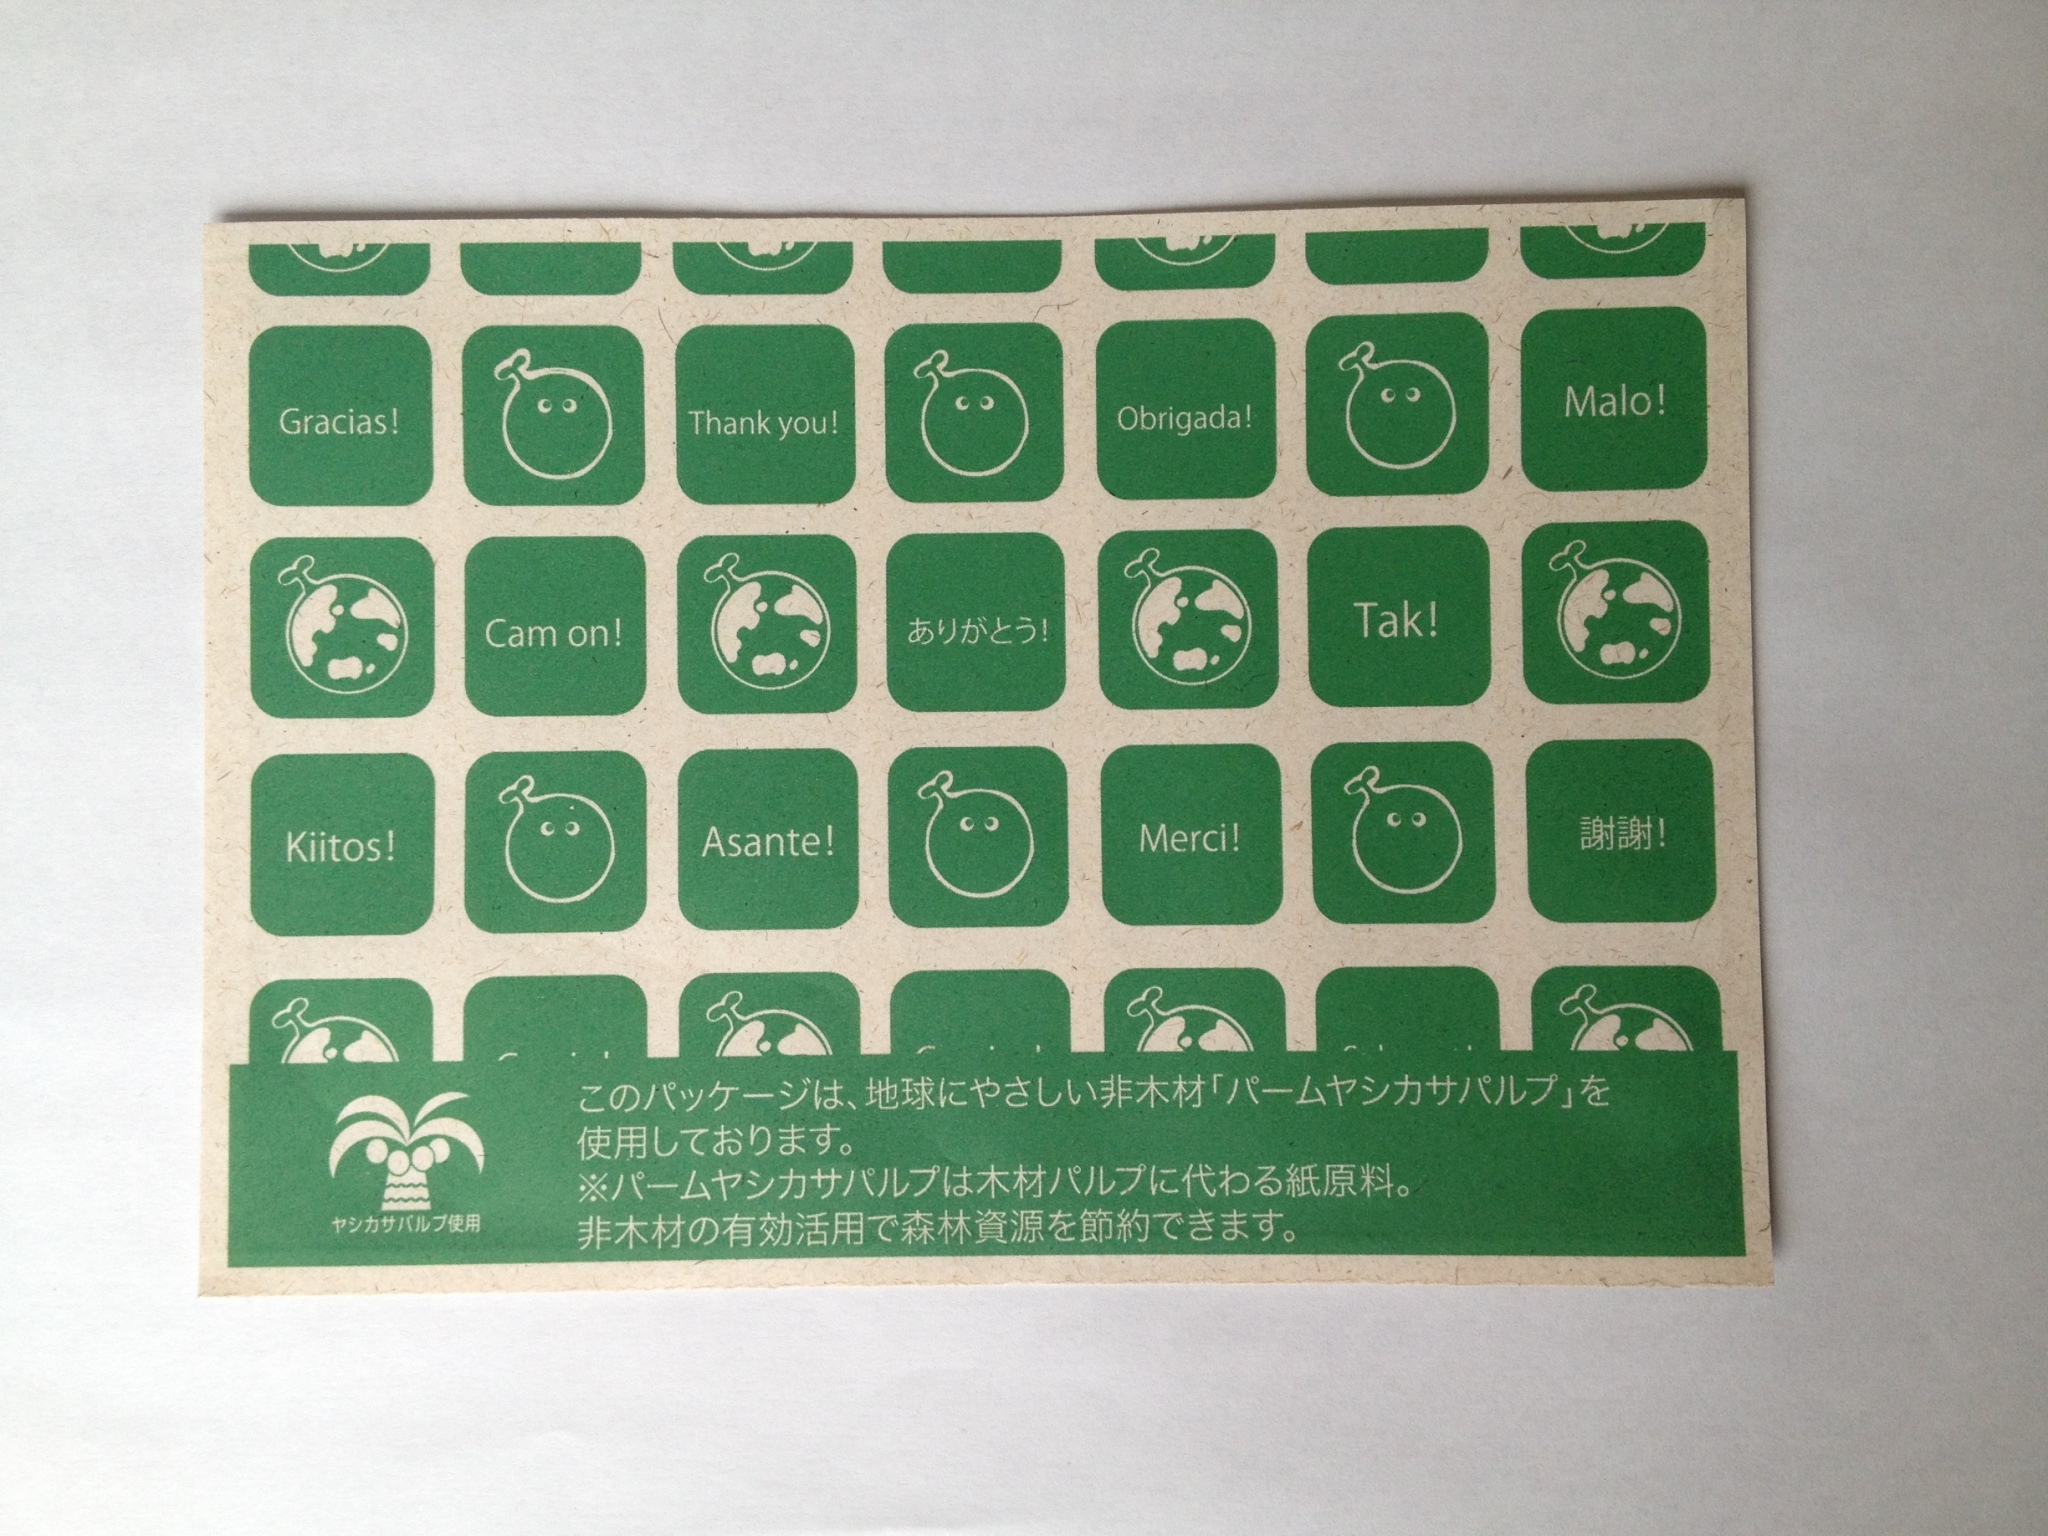 Gracias!
Thank you!
Obrigada!
Malo!
Cam on!
ありがとう!
Tak!
Kiitos!
Asante!
Merci!
謝謝!
ヤシカサパルプ使用
このパッケージは、地球にやさしい非木材「パームヤシカサパルプ」を
使用しております。
※パームヤシカサパルプは木材パルプに代わる紙原料。
非木材の有効活用で森林資源を節約できます。